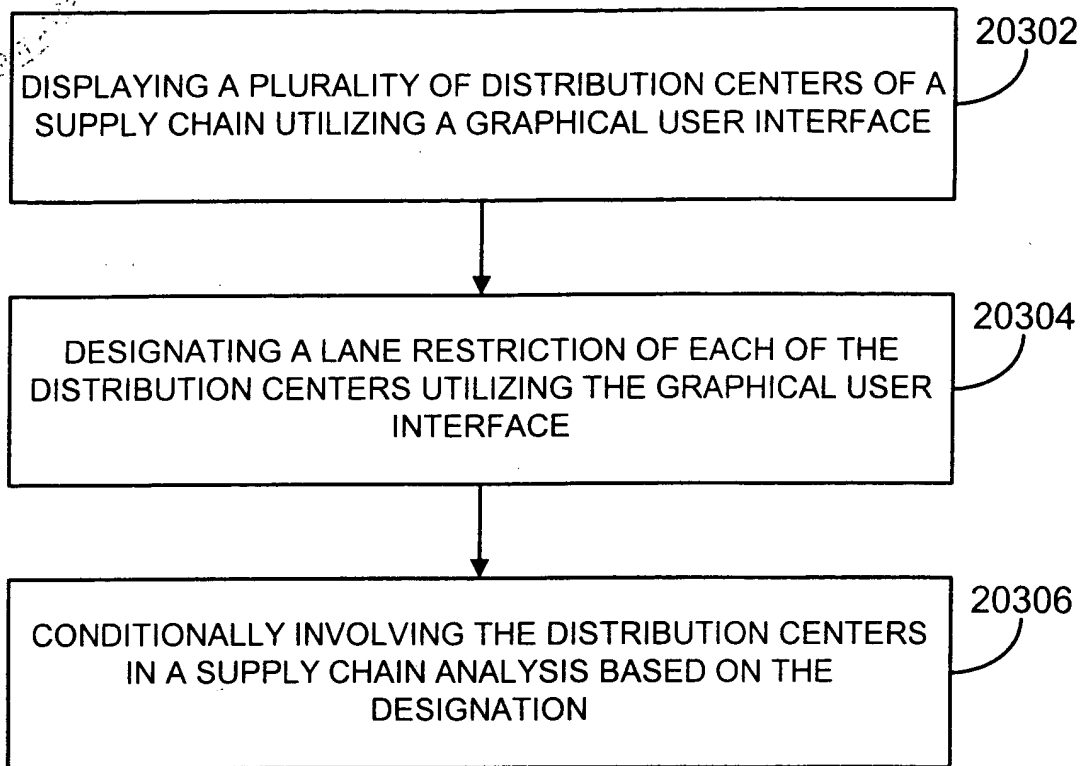 20302
DISPLAYING A PLURALITY OF DISTRIBUTION CENTERS OF A
SUPPLY CHAIN UTILIZING A GRAPHICAL USER INTERFACE
20304
DESIGNATING A LANE RESTRICTION OF EACH OF THE
DISTRIBUTION CENTERS UTILIZING THE GRAPHICAL USER
INTERFACE
20306
CONDITIONALLY INVOLVING THE DISTRIBUTION CENTERS
IN A SUPPLY CHAIN ANALYSIS BASED ON THE
DESIGNATION